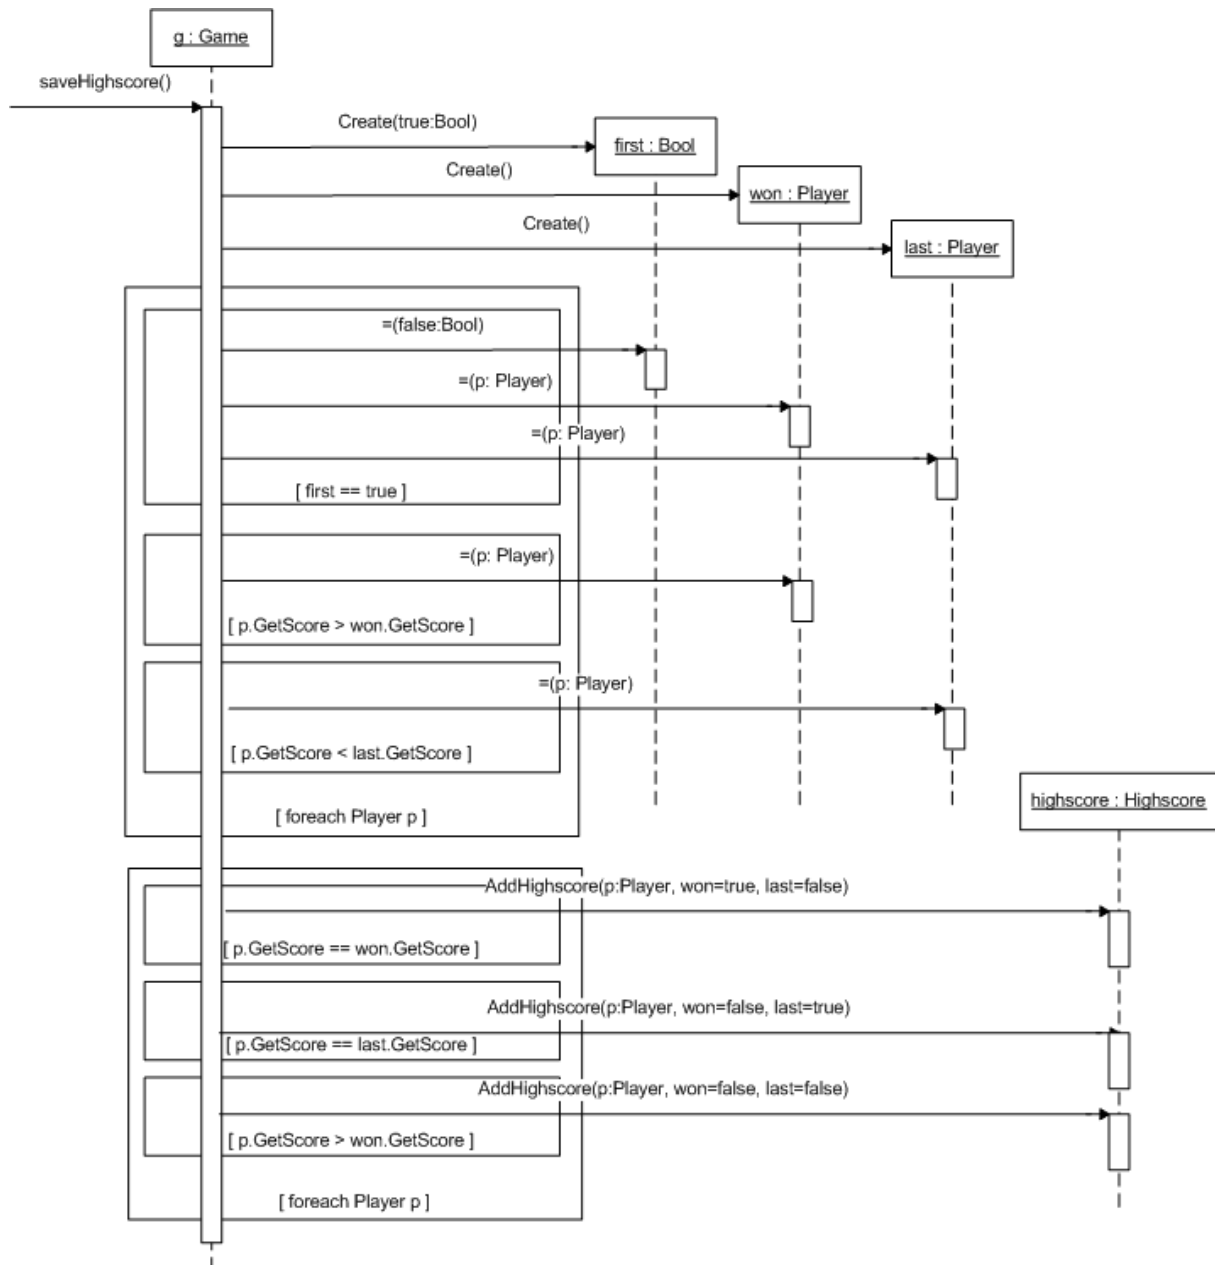 g : Game
saveHighscore()
Create(true:Bool)
first : Bool
Create()
won : Player
Create()
last : Player
=(false:Bool)
=(p: Player)
=(p: Player)
[ first == true ]
=(p: Player)
[ p.GetScore > won.GetScore ]
=(p: Player)
[ p.GetScore < last.GetScore ]
highscore : Highscore
[ foreach Player p ]
AddHighscore(p:Player, won=true, last=false)
[ p.GetScore == won.GetScore ]
AddHighscore(p:Player, won=false, last=true)
[ p.GetScore == last.GetScore ]
AddHighscore(p:Player, won=false, last=false)
[ p.GetScore > won.GetScore ]
[ foreach Player p ]